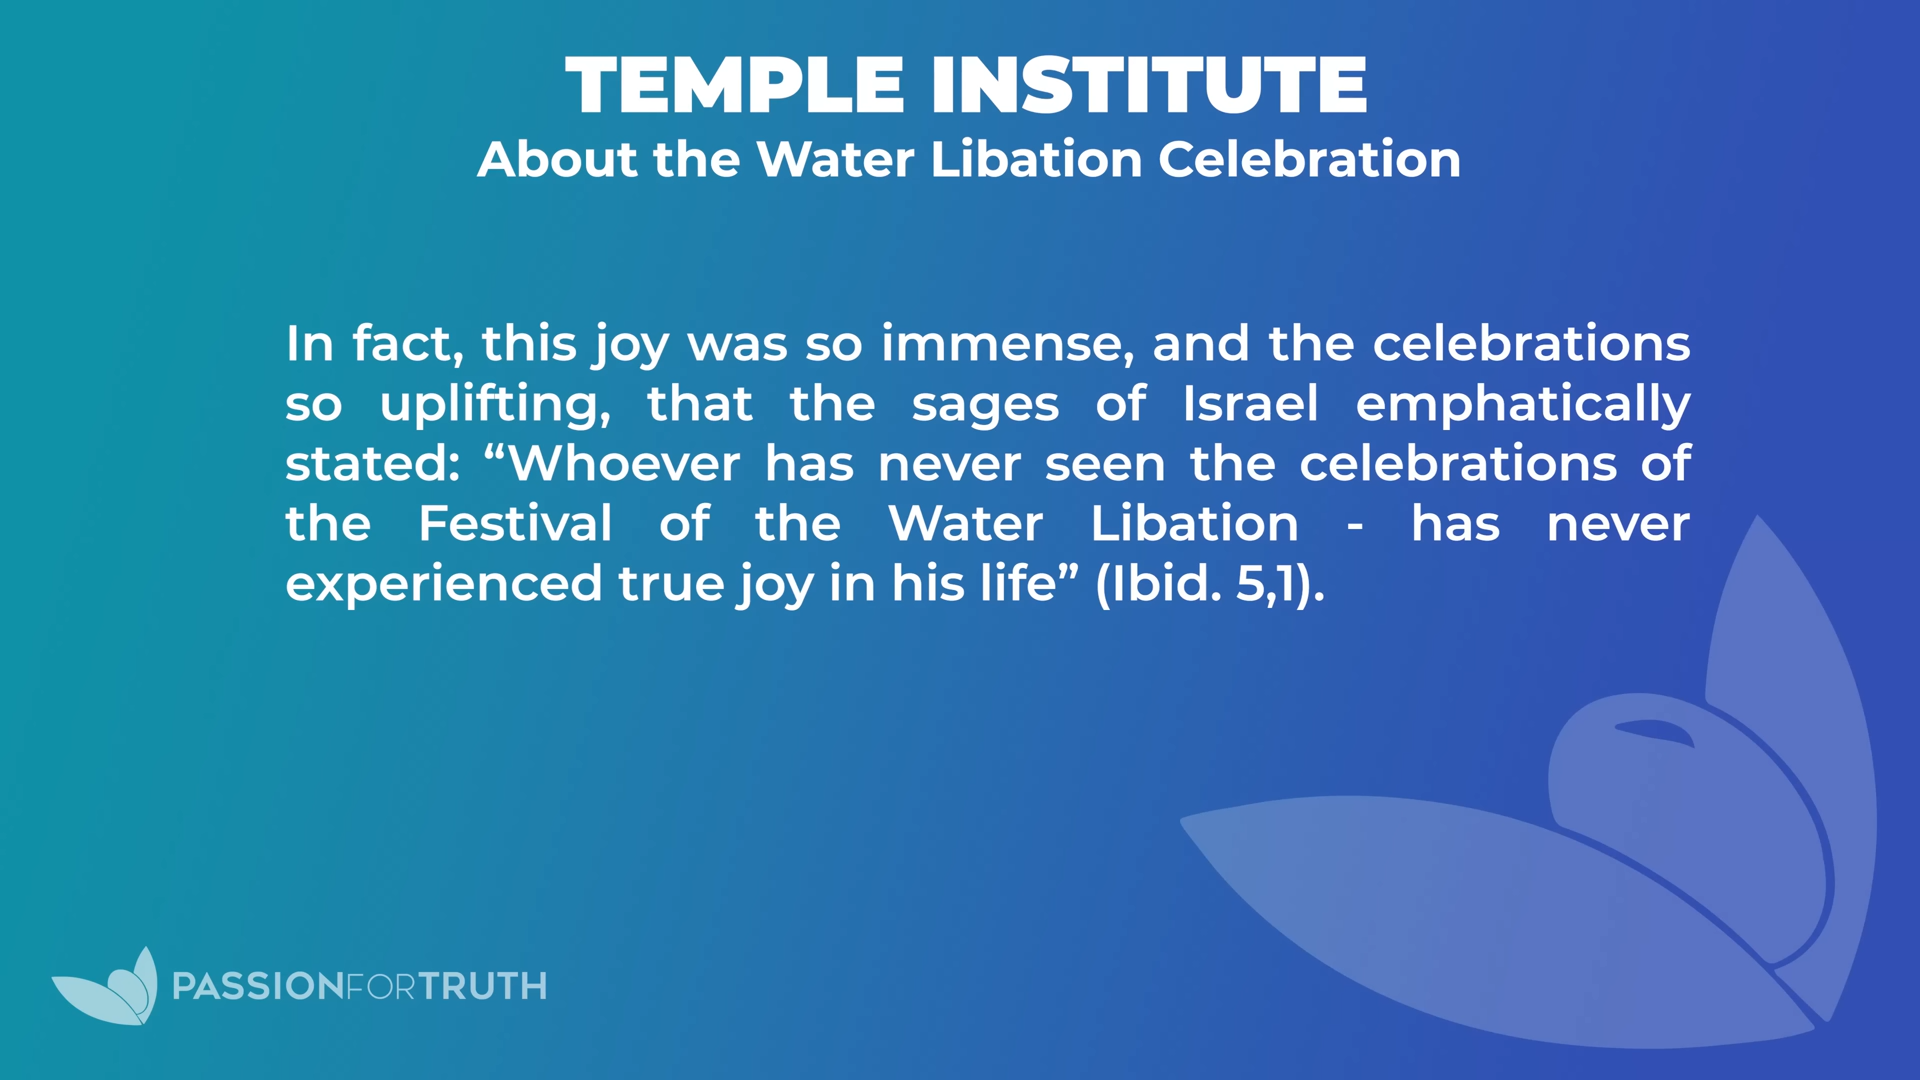 TEMPLE INSTITUTE
About the Water Libation Celebration
In fact, this joy was so immense, and the celebrations
so uplifting, that the sages of Israel emphatically
stated: “Whoever has never seen the celebrations of
the Festival of the Water Libation - has never
experienced true joy in his life” (Ibid. 5,1).
PASSIONFORTRUTH